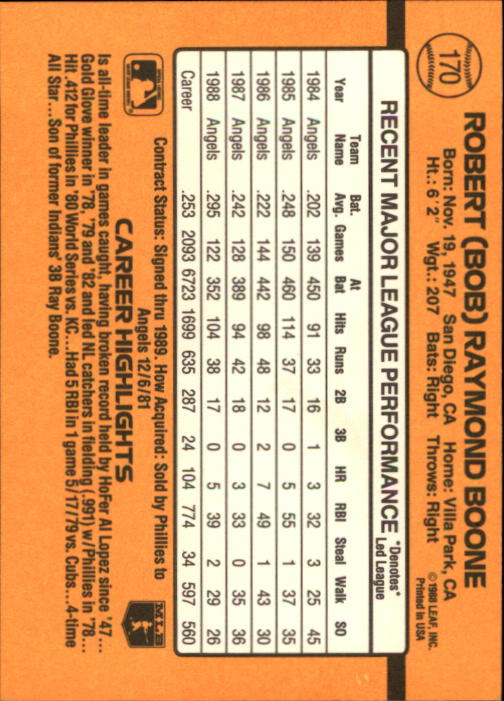 170
ROBERT (BOB) RAYMOND BOONE
Born: Nov. 19, 1947 San Diego, CA Home: Villa Park, CA
Ht.: 6'2" Wgt.: 207 Bats: Right Throws: Right
© 1988 LEAF, INC.
Printed in USA
RECENT MAJOR LEAGUE PERFORMANCE *Denotes* Led League
Year Team Name Bat. Avg. Games At Bat Hits Runs 2B 3B HR RBI Steal Walk SO
1984 Angels .202 139 450 91 33 16 1 3 32 3 25 45
1985 Angels .248 150 460 114 37 17 0 5 55 1 37 35
1986 Angels .222 144 442 98 48 12 2 7 49 1 43 30
1987 Angels .242 128 389 94 42 18 0 3 33 0 35 36
1988 Angels .295 122 352 104 38 17 0 5 39 2 29 26
Career .253 2093 6723 1699 635 287 24 104 774 34 597 560
Contract Status: Signed thru 1989. How Acquired: Sold by Phillies to
Angels 12/6/81
MLB
CAREER HIGHLIGHTS
Is all-time leader in games caught, having broken record held by HoFer Al Lopez since '47...
Gold Glove winner in '78, '79 and '82 and led NL catchers in fielding (.991) w/Phillies in '78...
Hit .412 for Phillies in '80 World Series vs. KC...Had 5 RBI in 1 game 5/17/79 vs. Cubs...4-time
All Star...Son of former Indians' 3B Ray Boone.